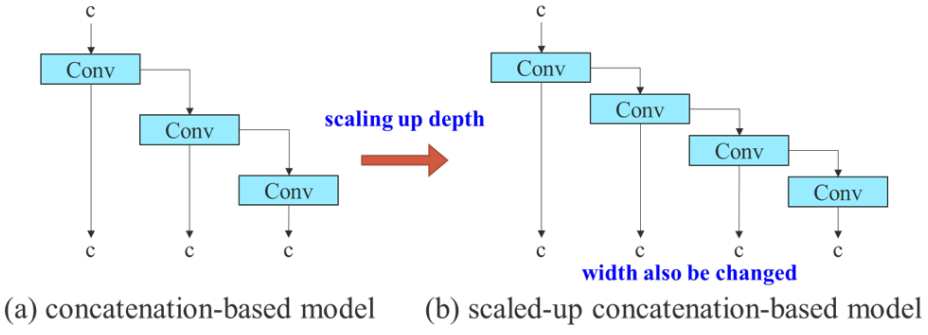 c
Conv
Conv
Conv
c
c
c
scaling up depth
c
Conv
Conv
Conv
Conv
c
c
c
c
width also be changed
(a) concatenation-based model
(b) scaled-up concatenation-based model